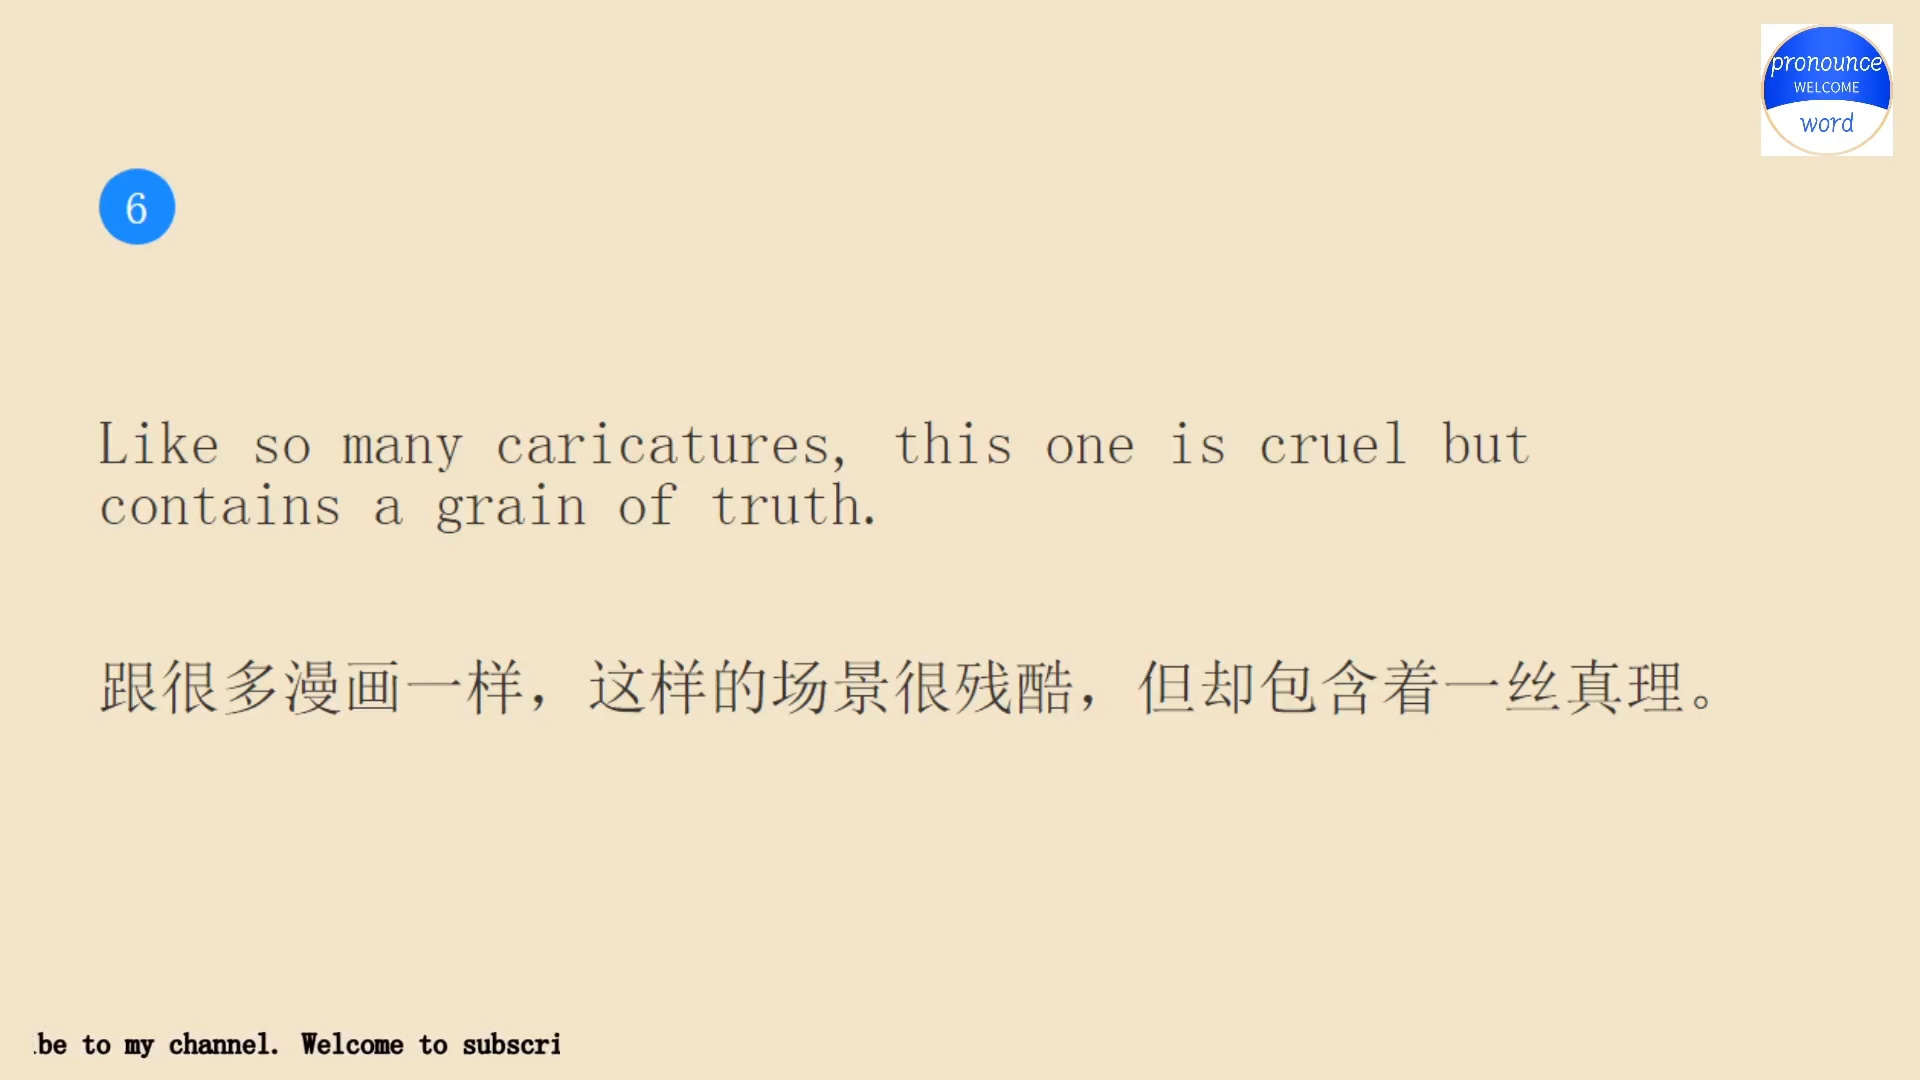 pronounce
WELCOME
word
6
Like so many caricatures, this one is cruel but
contains a grain of truth.
跟很多漫画一样，这样的场景很残酷，但却包含着一丝真理。
be to my channel. Welcome to subscri